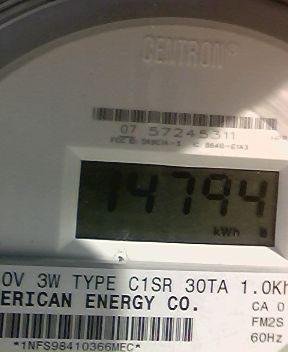 CENTRON®
07 57245311
14794
kWh
0V 3W TYPE C1SR 30TA 1.0Kh
ERICAN ENERGY CO.
CA 0
FM2S
60Hz
*1NFS98410366MEC*